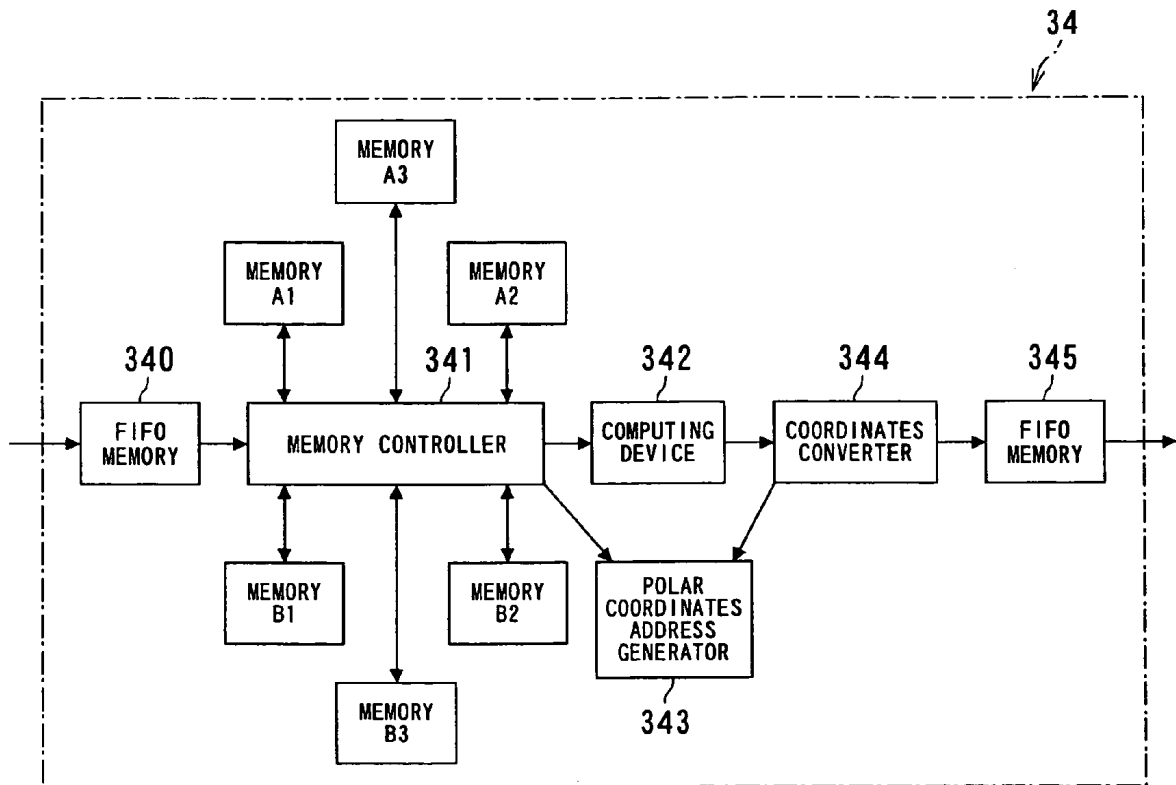 34
MEMORY
A3
MEMORY
A1
MEMORY
A2
340
341
342
344
345
FIFO
MEMORY
MEMORY CONTROLLER
COMPUTING
DEVICE
COORDINATES
CONVERTER
FIFO
MEMORY
MEMORY
B1
MEMORY
B2
POLAR
COORDINATES
ADDRESS
GENERATOR
MEMORY
B3
343